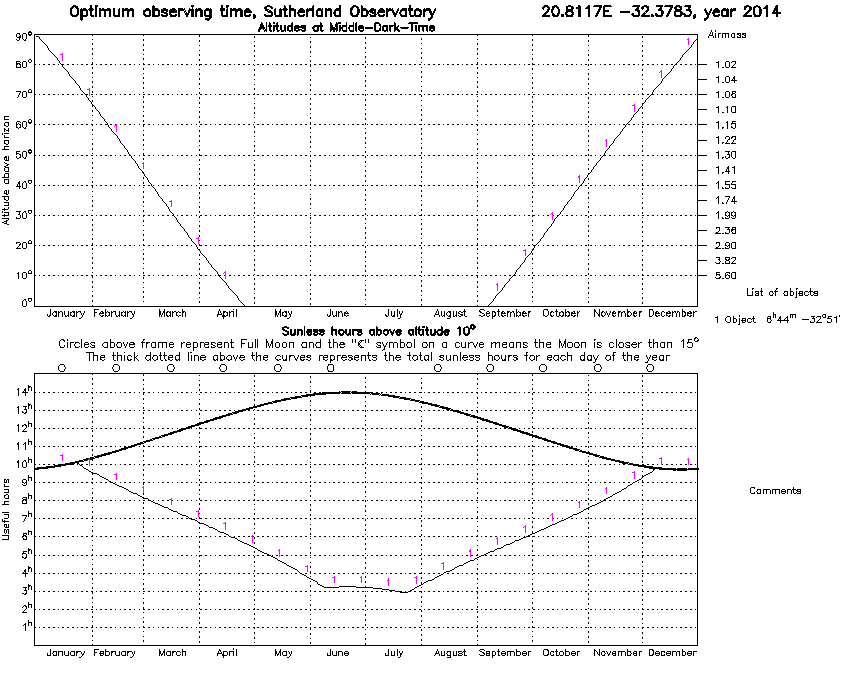 Optimum observing time, Sutherland Observatory 20.8117E −32.3783, year 2014
Altitudes at Middle-Dark-Time
Airmass
90°
80° 1.02
1.04
70° 1.06
1.10
60° 1.15
1.22
50° 1.30
1.41
40° 1.55
1.74
30° 1.99
2.36
20° 2.90
3.82
10° 5.60
0°
Altitude above horizon
January February March April May June July August September October November December
List of objects
1 Object 6h44m −32°51'
Sunless hours above altitude 10°
Circles above frame represent Full Moon and the "☾" symbol on a curve means the Moon is closer than 15°
The thick dotted line above the curves represents the total sunless hours for each day of the year
14h
13h
12h
11h
10h
9h
8h
7h
6h
5h
4h
3h
2h
1h
Useful hours
Comments
January February March April May June July August September October November December